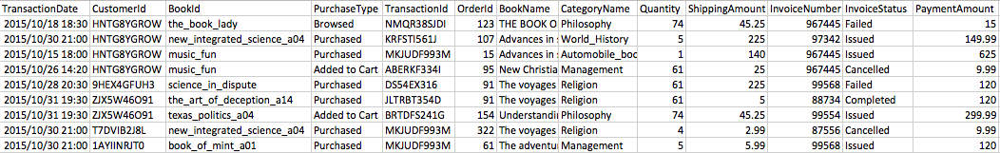 TransactionDate CustomerId BookId PurchaseType TransactionId OrderId BookName CategoryName Quantity ShippingAmount InvoiceNumber InvoiceStatus PaymentAmount
2015/10/18 18:30 HNTG8YGROW the_book_lady Browsed NMQR38SJDI 123 THE BOOK O Philosophy 74 45.25 967445 Failed 15
2015/10/30 21:00 HNTG8YGROW new_integrated_science_a04 Purchased KRFSTI561J 107 Advances in World_History 5 225 97342 Issued 149.99
2015/10/15 18:00 HNTG8YGROW music_fun Purchased MKJUDF993M 15 Advances in Automobile_boo 1 140 967445 Issued 625
2015/10/26 14:20 HNTG8YGROW music_fun Added to Cart ABERKF334I 95 New Christia Management 61 25 967445 Cancelled 9.99
2015/10/28 20:30 9HEX4GFUH3 science_in_dispute Purchased DS54EX316 91 The voyages Religion 61 225 99568 Failed 120
2015/10/31 19:30 ZJX5W46O91 the_art_of_deception_a14 Purchased JLTRBT354D 91 The voyages Religion 61 5 88734 Completed 120
2015/10/31 19:30 ZJX5W46O91 texas_politics_a04 Added to Cart BRTDFS241G 154 Understandin Philosophy 74 45.25 99554 Issued 299.99
2015/10/30 21:00 T7DVIB2J8L new_integrated_science_a04 Purchased MKJUDF993M 322 The voyages Religion 4 2.99 87556 Cancelled 9.99
2015/10/30 21:00 1AYIINRJT0 book_of_mint_a01 Purchased MKJUDF993M 61 The adventu Management 5 5.99 99568 Issued 120